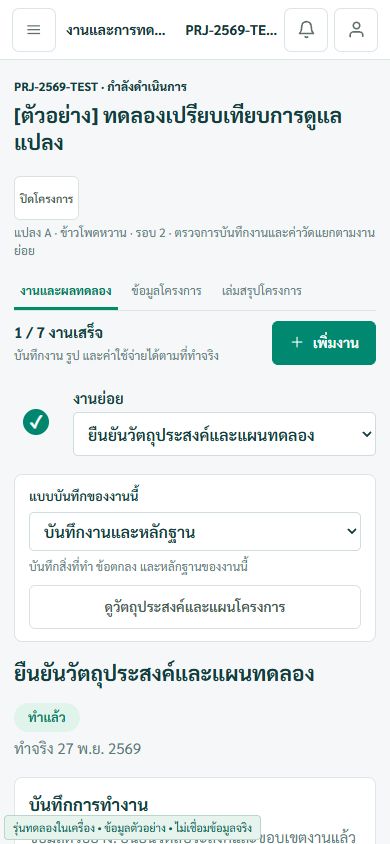 งานและการทด... PRJ-2569-TE...
PRJ-2569-TEST · กำลังดำเนินการ
[ตัวอย่าง] ทดลองเปรียบเทียบการดูแล
แปลง
ปิดโครงการ
แปลง A · ข้าวโพดหวาน · รอบ 2 · ตรวจการบันทึกงานและค่าวัดแยกตามงาน
ย่อย
งานและผลทดลอง ข้อมูลโครงการ เล่มสรุปโครงการ
1 / 7 งานเสร็จ
บันทึกงาน รูป และค่าใช้จ่ายได้ตามที่ทำจริง
+ เพิ่มงาน
งานย่อย
ยืนยันวัตถุประสงค์และแผนทดลอง
แบบบันทึกของงานนี้
บันทึกงานและหลักฐาน
บันทึกสิ่งที่ทำ ข้อตกลง และหลักฐานของงานนี้
ดูวัตถุประสงค์และแผนโครงการ
ยืนยันวัตถุประสงค์และแผนทดลอง
ทำแล้ว
ทำจริง 27 พ.ย. 2569
บันทึกการทำงาน
รุ่นทดลองในเครื่อง • ข้อมูลตัวอย่าง • ไม่เชื่อมข้อมูลจริง
ขอบเขตงานแล้ว